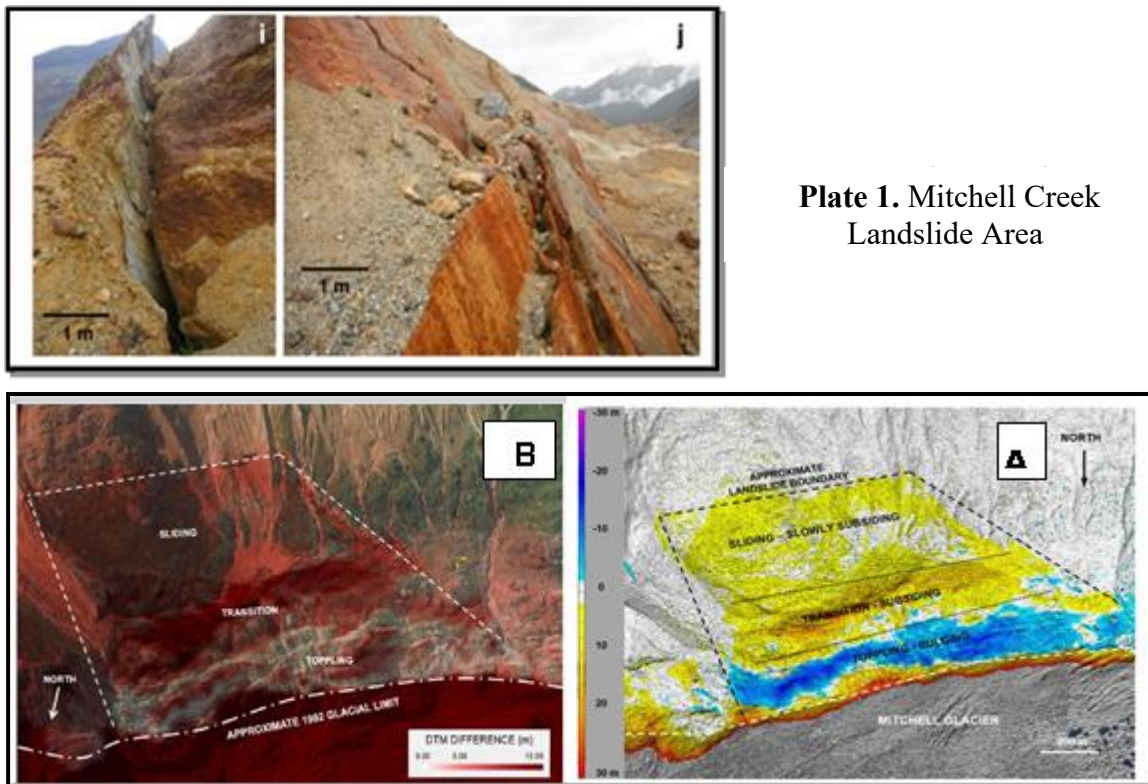 i
j
1 m
1 m
Plate 1. Mitchell Creek
Landslide Area
B
SLIDING
TRANSITION
TOPPLING
NORTH
APPROXIMATE 1992 GLACIAL LIMIT
DTM DIFFERENCE (m)
0.00 5.00
-30 m
-20
-10
0
10
20
30 m
A
NORTH
APPROXIMATE
LANDSLIDE BOUNDARY
SLIDING - SLOWLY SUBSIDING
TRANSITION - SUBSIDING
TOPPLING - BULGING
MITCHELL GLACIER